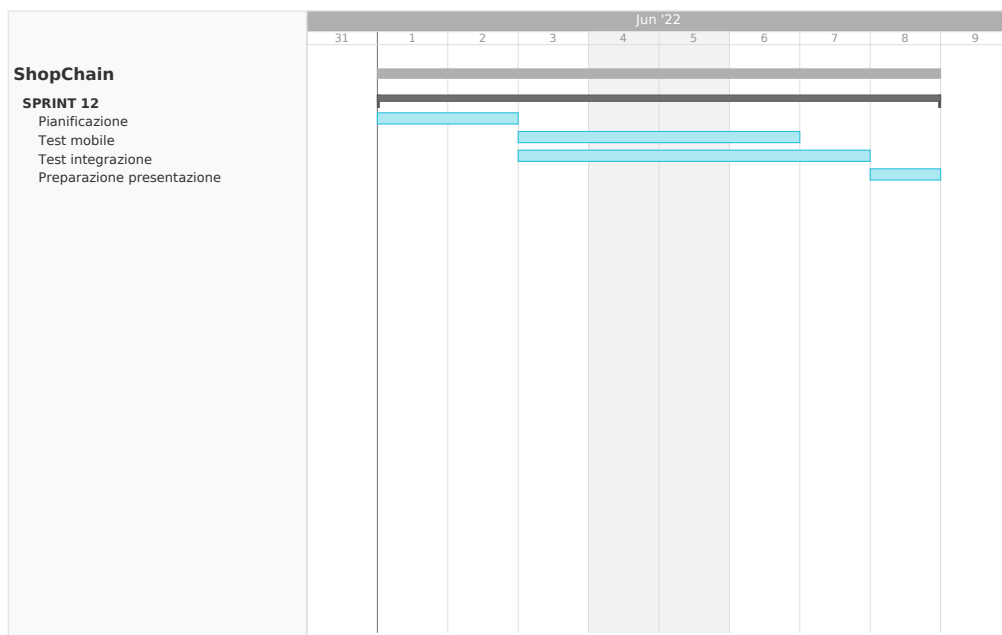 Jun '22
31 1 2 3 4 5 6 7 8 9
ShopChain
SPRINT 12
Pianificazione
Test mobile
Test integrazione
Preparazione presentazione